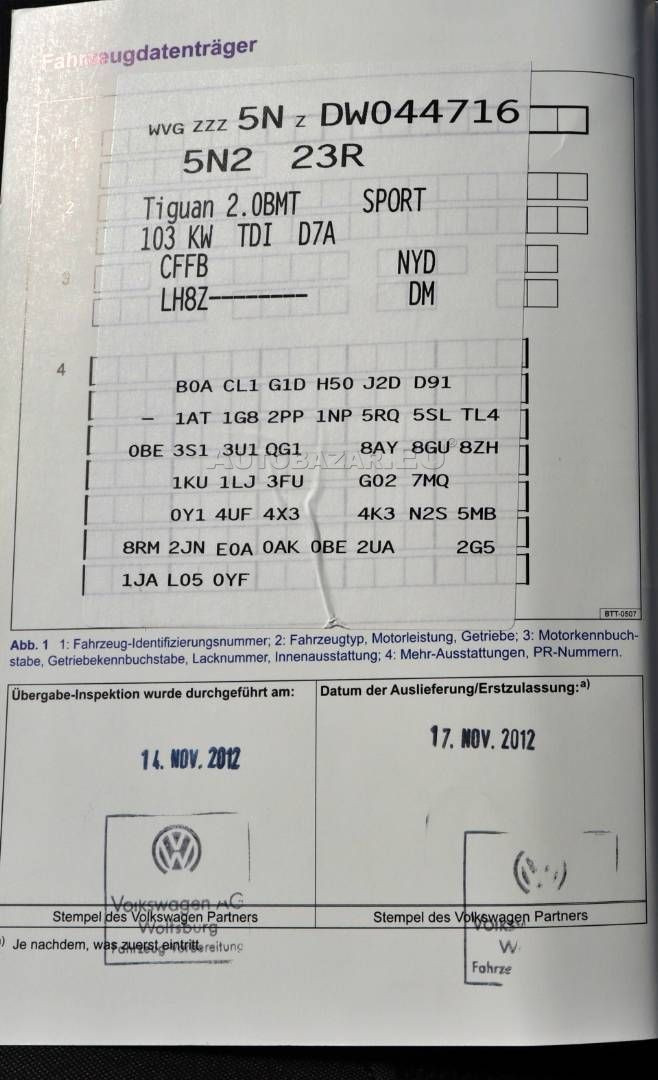 Fahrzeugdatenträger
WVG ZZZ 5N Z DW044716
5N2 23R
2
Tiguan 2.0BMT SPORT
103 KW TDI D7A
3
CFFB NYD
LH8Z-------- DM
4
B0A CL1 G1D H50 J2D D91
- 1AT 1G8 2PP 1NP 5RQ 5SL TL4
0BE 3S1 3U1 QG1 8AY 8GU 8ZH
AUTOBAZAR.EU
1KU 1LJ 3FU G02 7MQ
0Y1 4UF 4X3 4K3 N2S 5MB
8RM 2JN E0A 0AK 0BE 2UA 2G5
1JA L05 0YF
BTT-0507
Abb. 1 1: Fahrzeug-Identifizierungsnummer; 2: Fahrzeugtyp, Motorleistung, Getriebe; 3: Motorkennbuch-
stabe, Getriebekennbuchstabe, Lacknummer, Innenausstattung; 4: Mehr-Ausstattungen, PR-Nummern.
Übergabe-Inspektion wurde durchgeführt am:
14. NOV. 2012
Volkswagen AG
Stempel des Volkswagen Partners
Wolfsburg
Datum der Auslieferung/Erstzulassung:a)
17. NOV. 2012
Stempel des Volkswagen Partners
Volks
W
Fahrze
a) Je nachdem, was zuerst eintritt.